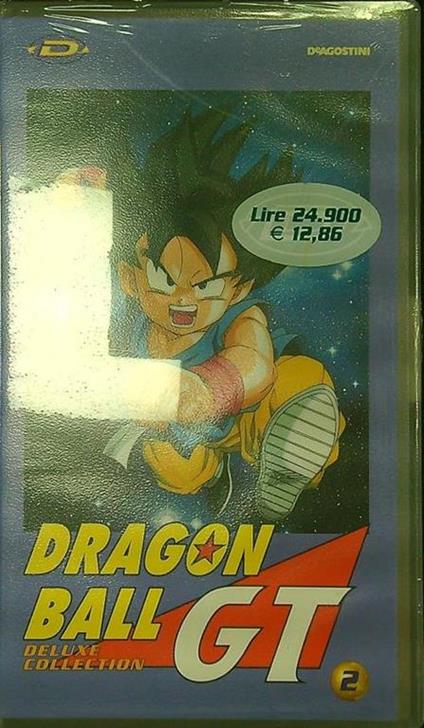 D
DEAGOSTINI
Lire 24.900
€ 12,86
DRAGON
BALL
GT
DELUXE
COLLECTION
2